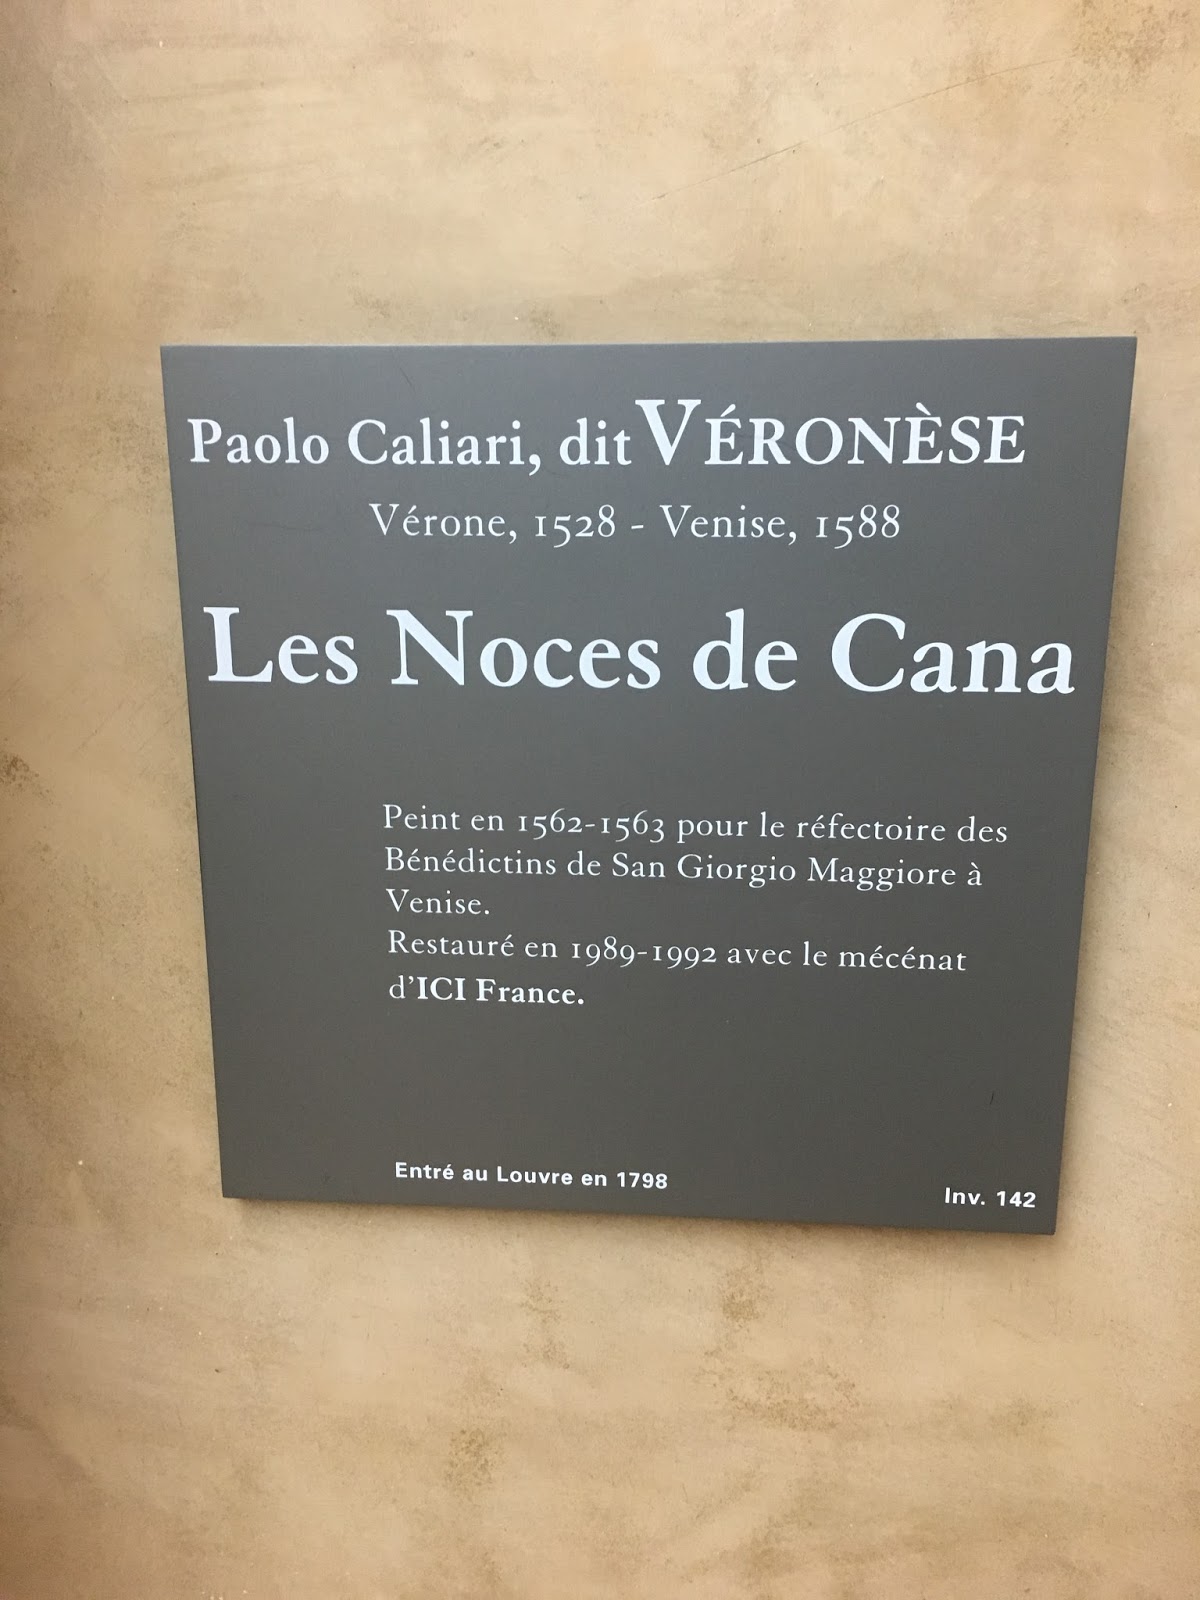 Paolo Caliari, dit VÉRONÈSE
Vérone, 1528 - Venise, 1588
Les Noces de Cana
Peint en 1562-1563 pour le réfectoire des
Bénédictins de San Giorgio Maggiore à
Venise.
Restauré en 1989-1992 avec le mécénat
d'ICI France.
Entré au Louvre en 1798
Inv. 142